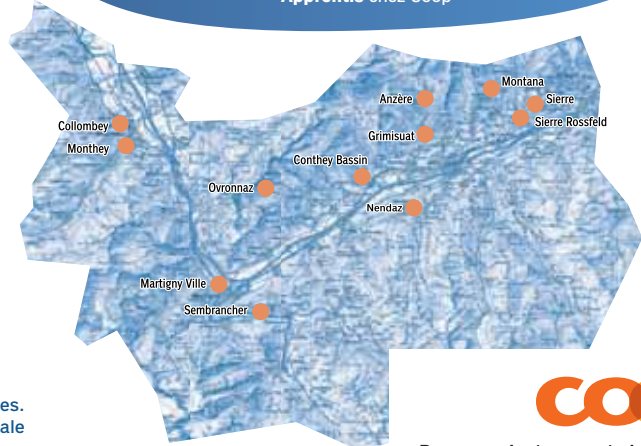 Apprentis chez Coop
Montana
Anzère
Sierre
Sierre Rossfeld
Collombey
Grimisuat
Monthey
Conthey Bassin
Ovronnaz
Nendaz
Martigny Ville
Sembrancher
es.
ale